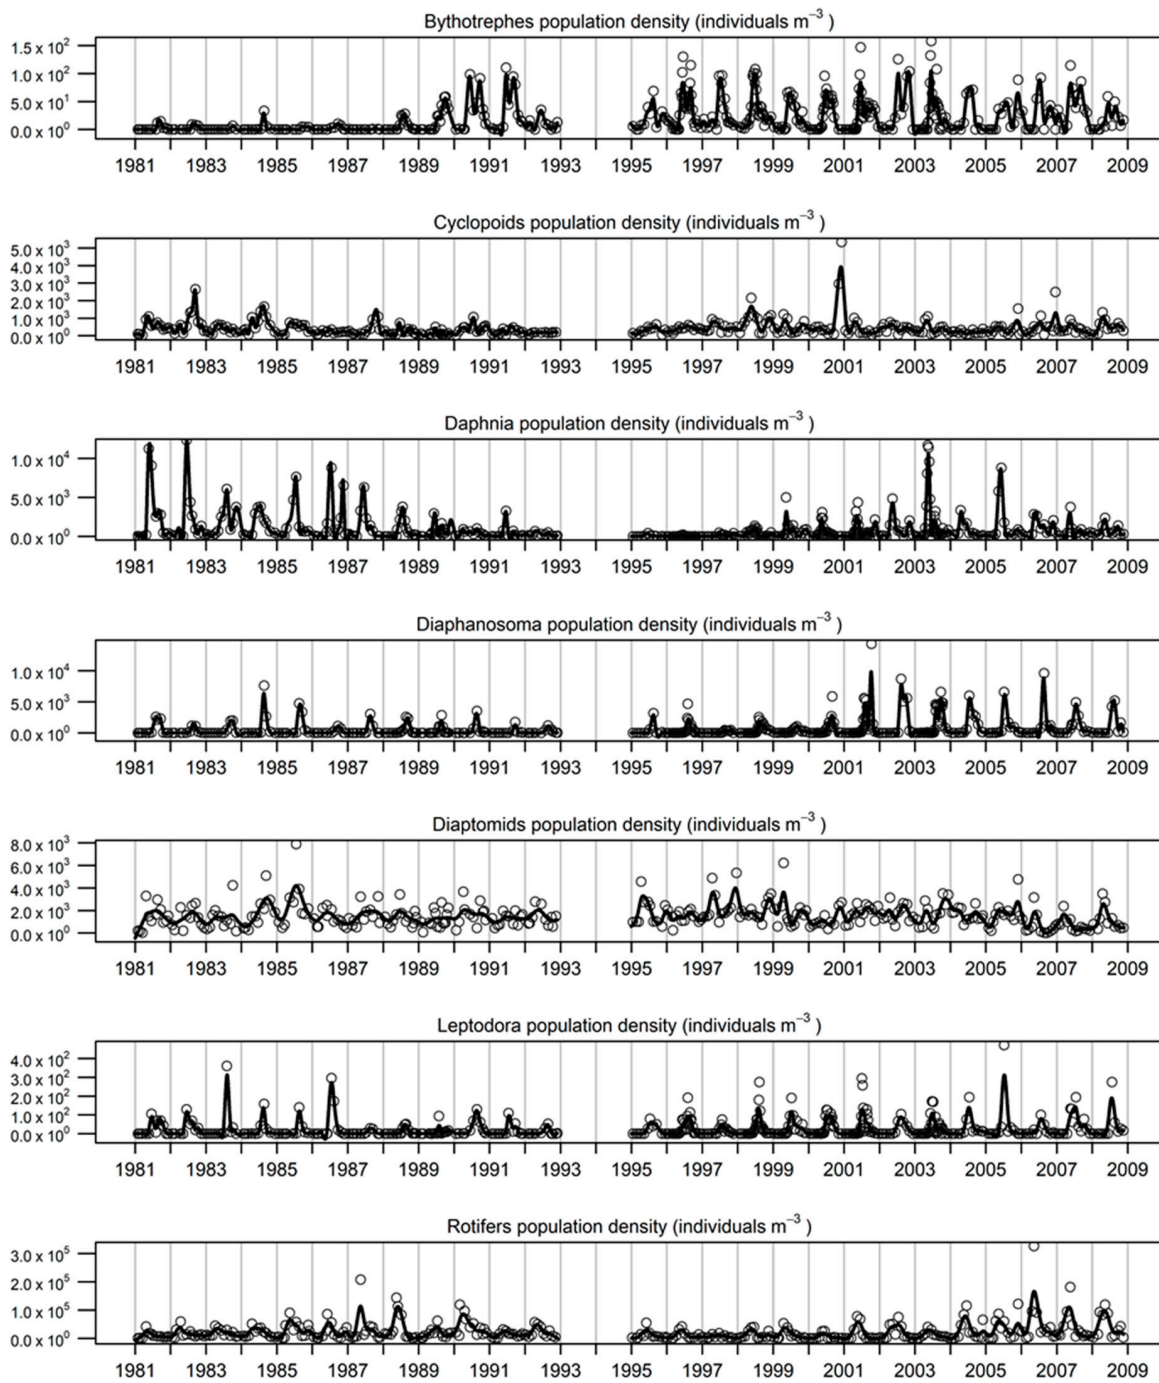 Bythotrephes population density (individuals m⁻³ )
1.5 x 10²
1.0 x 10²
5.0 x 10¹
0.0 x 10⁰
1981 1983 1985 1987 1989 1991 1993 1995 1997 1999 2001 2003 2005 2007 2009
Cyclopoids population density (individuals m⁻³ )
5.0 x 10³
4.0 x 10³
3.0 x 10³
2.0 x 10³
1.0 x 10³
0.0 x 10⁰
1981 1983 1985 1987 1989 1991 1993 1995 1997 1999 2001 2003 2005 2007 2009
Daphnia population density (individuals m⁻³ )
1.0 x 10⁴
5.0 x 10³
0.0 x 10⁰
1981 1983 1985 1987 1989 1991 1993 1995 1997 1999 2001 2003 2005 2007 2009
Diaphanosoma population density (individuals m⁻³ )
1.0 x 10⁴
5.0 x 10³
0.0 x 10⁰
1981 1983 1985 1987 1989 1991 1993 1995 1997 1999 2001 2003 2005 2007 2009
Diaptomids population density (individuals m⁻³ )
8.0 x 10³
6.0 x 10³
4.0 x 10³
2.0 x 10³
0.0 x 10⁰
1981 1983 1985 1987 1989 1991 1993 1995 1997 1999 2001 2003 2005 2007 2009
Leptodora population density (individuals m⁻³ )
4.0 x 10²
3.0 x 10²
2.0 x 10²
1.0 x 10²
0.0 x 10⁰
1981 1983 1985 1987 1989 1991 1993 1995 1997 1999 2001 2003 2005 2007 2009
Rotifers population density (individuals m⁻³ )
3.0 x 10⁵
2.0 x 10⁵
1.0 x 10⁵
0.0 x 10⁰
1981 1983 1985 1987 1989 1991 1993 1995 1997 1999 2001 2003 2005 2007 2009